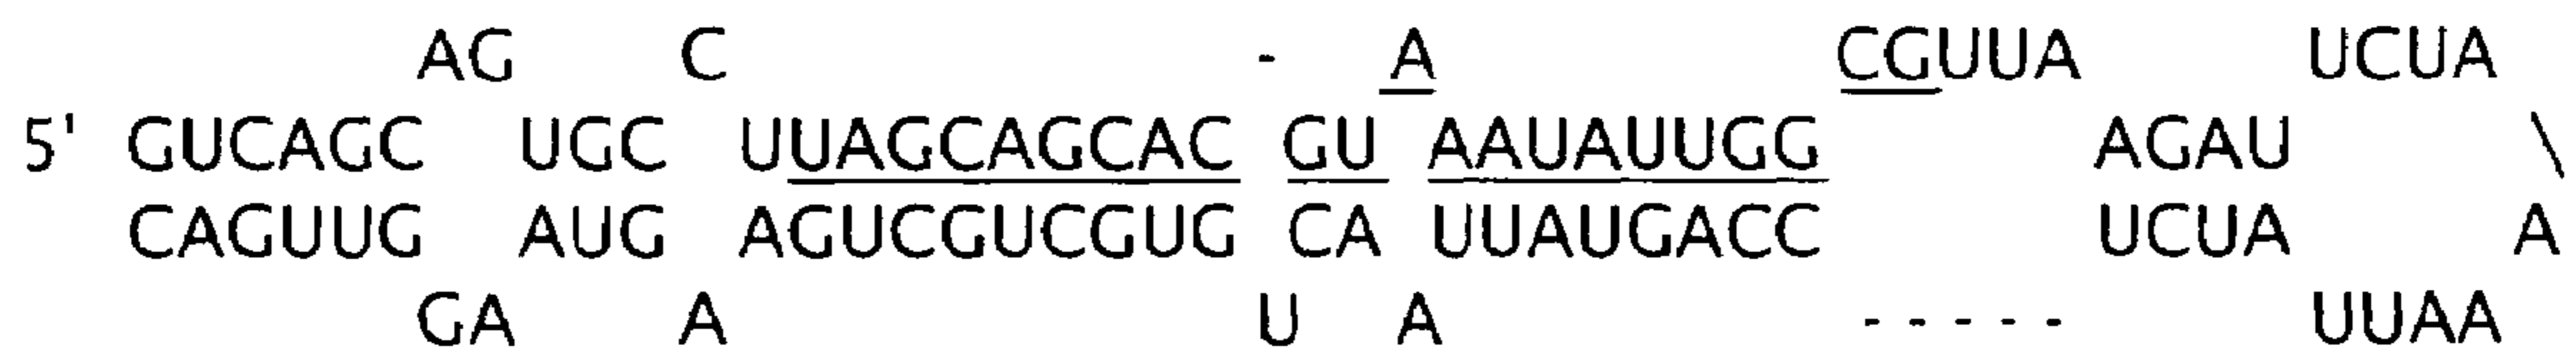 AG C - A CGUUA UCUA
5' GUCAGC UGC UUAGCAGCAC GU AAUAUUGG AGAU \
CAGUUG AUG AGUCGUCGUG CA UUAUGACC UCUA A
GA A U A - - - - - UUAA